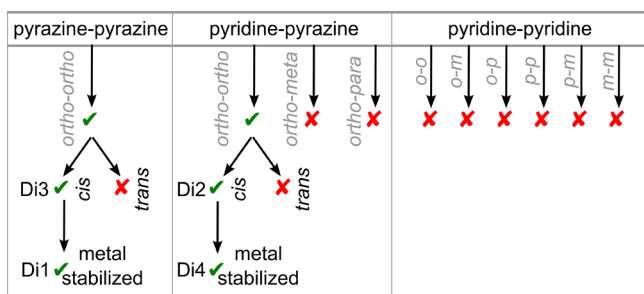 pyrazine-pyrazine
pyridine-pyrazine
pyridine-pyridine
ortho-ortho
ortho-ortho
ortho-meta
ortho-para
o-o
o-m
o-p
p-p
p-m
m-m
Di3
cis
trans
Di2
cis
trans
Di1
metal
stabilized
Di4
metal
stabilized